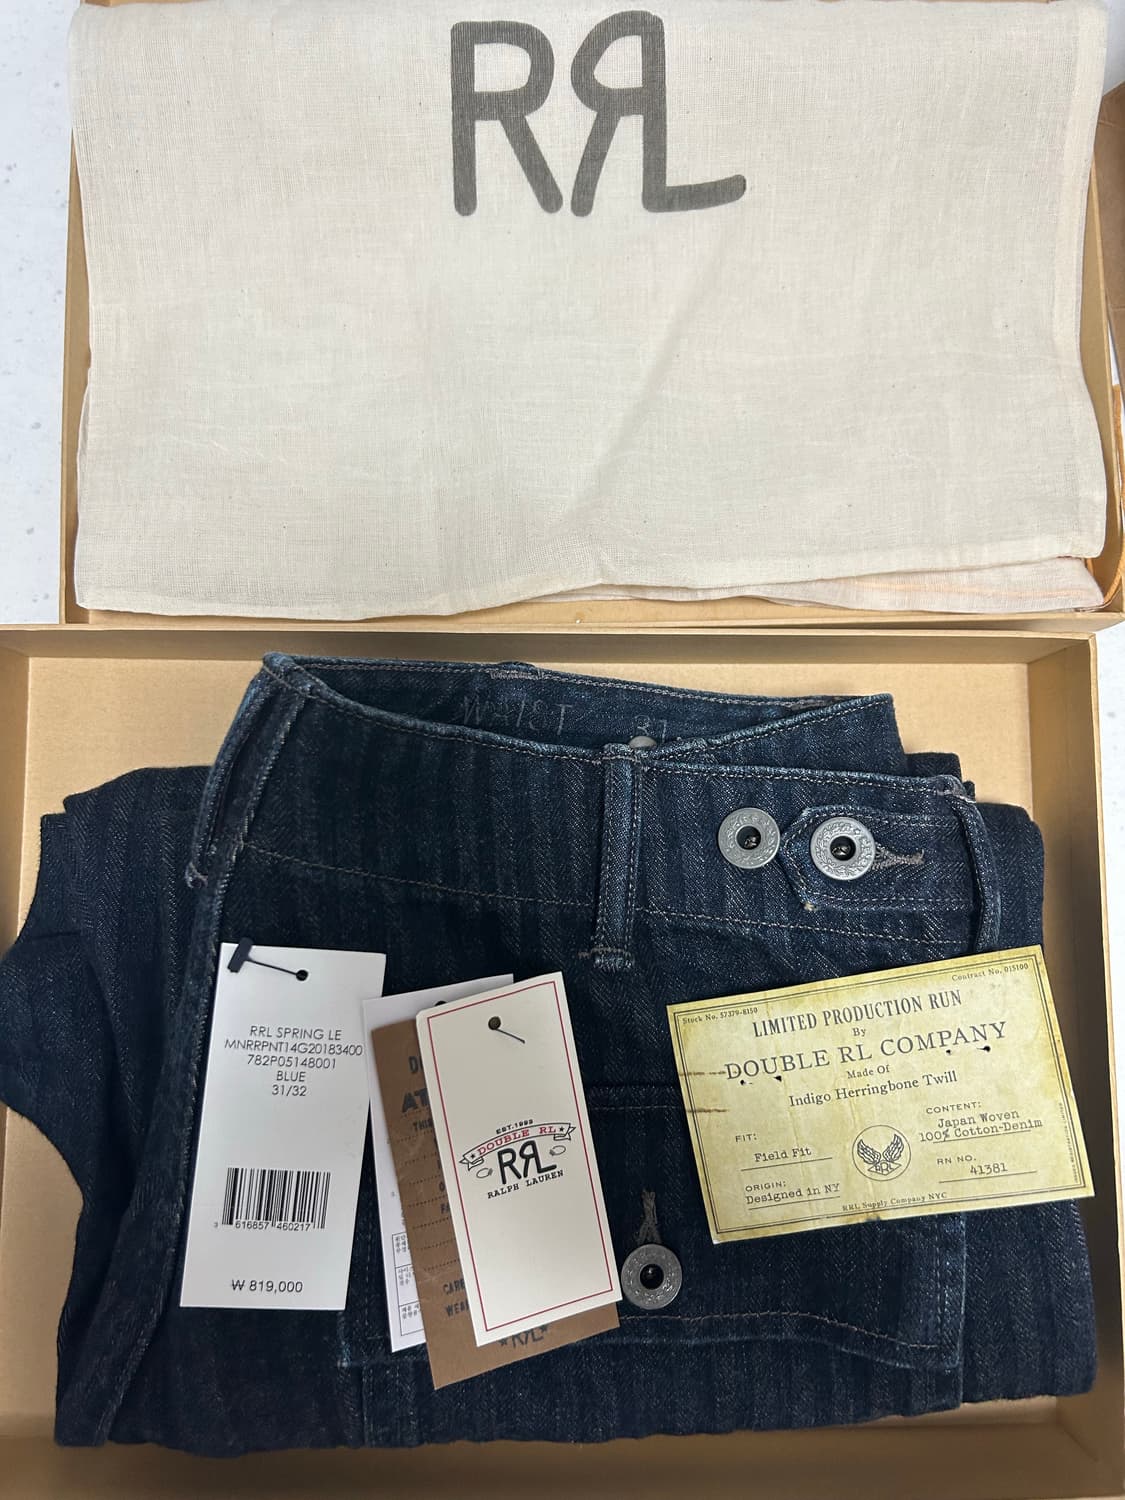 RRL
WAIST 31
RRL SPRING LE
MNRRPNT14G20183400
782P05148001
BLUE
31/32
3 616857 460217
₩ 819,000
EST. 1993
DOUBLE RL
RRL
RALPH LAUREN
CARE
RRL
Stock No. 37379-8150
Contract No. 015100
LIMITED PRODUCTION RUN
By
DOUBLE RL COMPANY
Made Of
Indigo Herringbone Twill
FIT:
Field Fit
ORIGIN:
Designed in NY
RRL
CONTENT:
Japan Woven
100% Cotton-Denim
RN NO.
41381
RRL Supply Company NYC